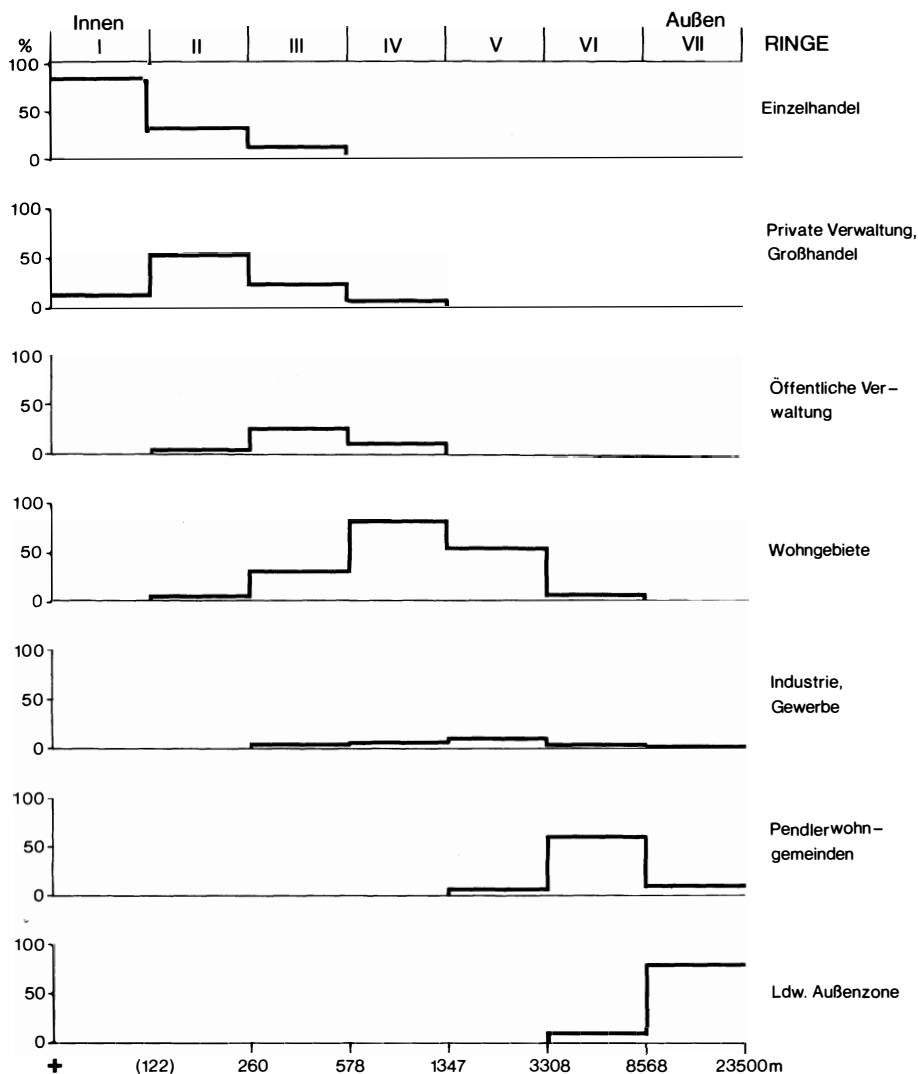 Innen Außen
% I II III IV V VI VII RINGE
100
50
0
Einzelhandel
100
50
0
Private Verwaltung,
Großhandel
100
50
0
Öffentliche Ver–
waltung
100
50
0
Wohngebiete
100
50
0
Industrie,
Gewerbe
100
50
0
Pendlerwohn–
gemeinden
100
50
0
Ldw. Außenzone
+ (122) 260 578 1347 3308 8568 23500m